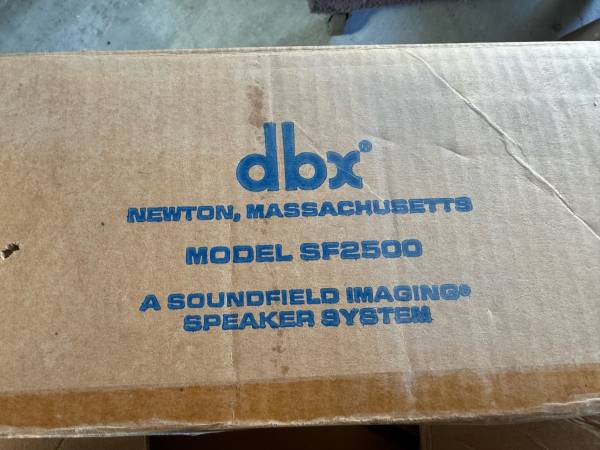 dbx®
NEWTON, MASSACHUSETTS
MODEL SF2500
A SOUNDFIELD IMAGING®
SPEAKER SYSTEM